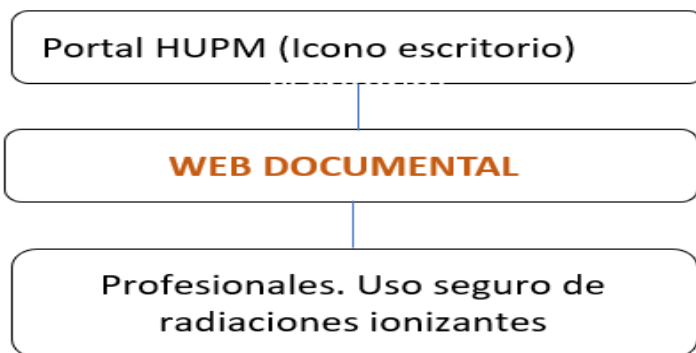 Portal HUPM (Icono escritorio)
WEB DOCUMENTAL
Profesionales. Uso seguro de
radiaciones ionizantes